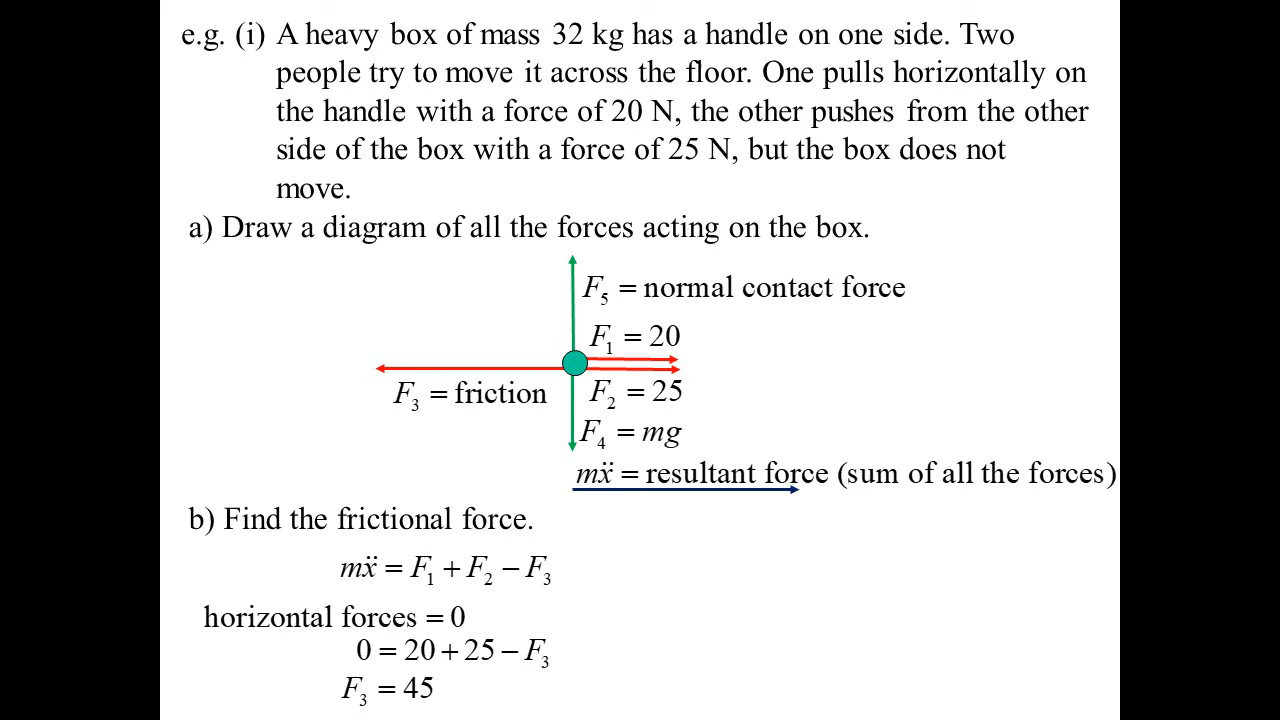 e.g. (i) A heavy box of mass 32 kg has a handle on one side. Two
people try to move it across the floor. One pulls horizontally on
the handle with a force of 20 N, the other pushes from the other
side of the box with a force of 25 N, but the box does not
move.
a) Draw a diagram of all the forces acting on the box.
F₅ = normal contact force
F₁ = 20
F₃ = friction
F₂ = 25
F₄ = mg
mẍ = resultant force (sum of all the forces)
b) Find the frictional force.
mẍ = F₁ + F₂ − F₃
horizontal forces = 0
0 = 20 + 25 − F₃
F₃ = 45